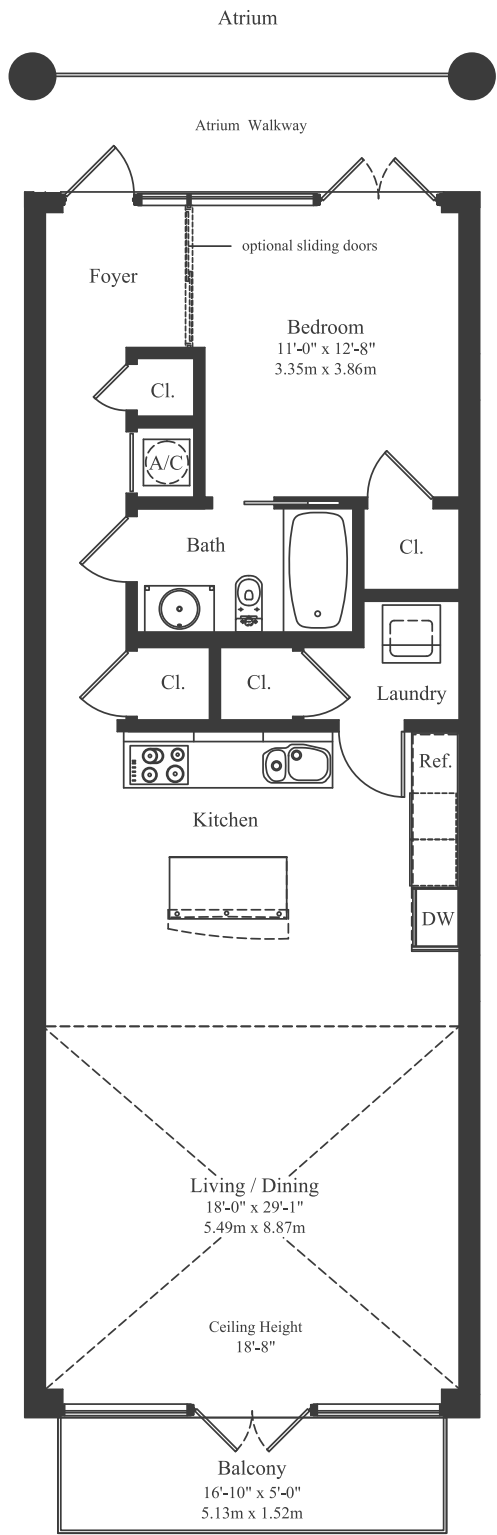 Atrium
Atrium Walkway
optional sliding doors
Foyer
Bedroom
11'-0" x 12'-8"
3.35m x 3.86m
Cl.
A/C
Bath
Cl.
Cl.
Cl.
Laundry
Ref.
Kitchen
DW
Living / Dining
18'-0" x 29'-1"
5.49m x 8.87m
Ceiling Height
18'-8"
Balcony
16'-10" x 5'-0"
5.13m x 1.52m